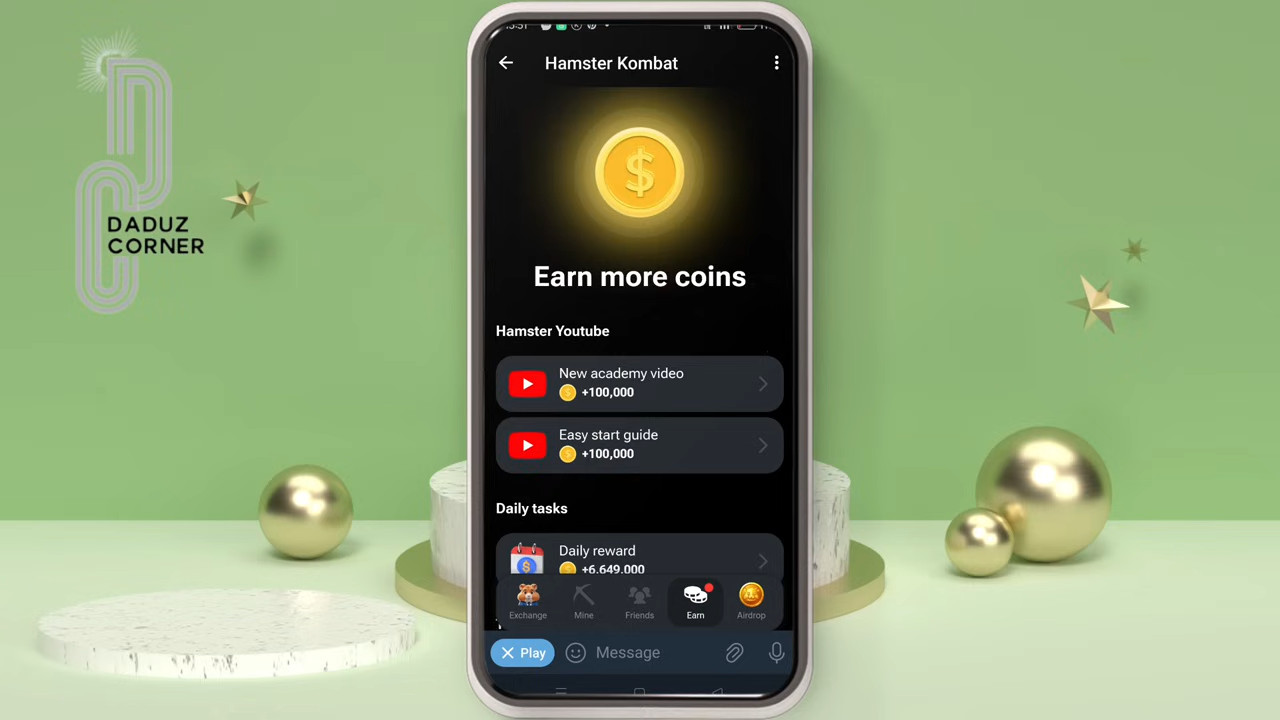 DADUZ
CORNER
Hamster Kombat
$
Earn more coins
Hamster Youtube
New academy video
+100,000
Easy start guide
+100,000
Daily tasks
Daily reward
+6,649,000
Exchange
Mine
Friends
Earn
Airdrop
Play
Message